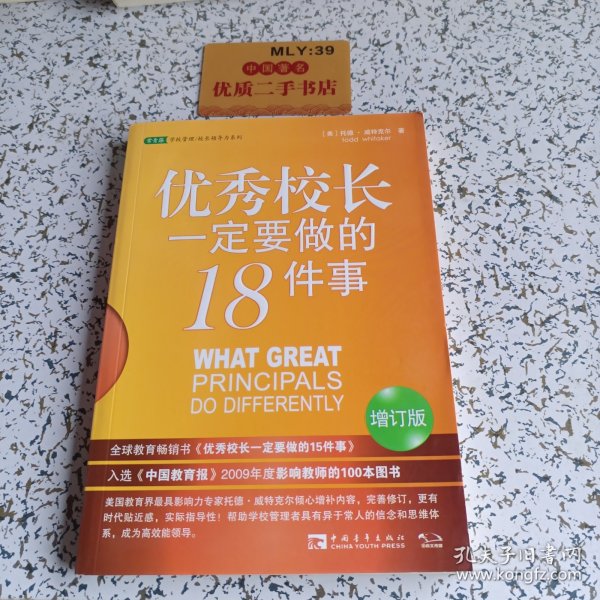 MLY:39
中国著名
优质二手书店
常青藤 学校管理/校长领导力系列
[美] 托德·威特克尔 著
todd whitaker
优秀校长
一定要做的
18件事
WHAT GREAT
PRINCIPALS
DO DIFFERENTLY
增订版
全球教育畅销书《优秀校长一定要做的15件事》
入选《中国教育报》2009年度影响教师的100本图书
美国教育界最具影响力专家托德·威特克尔倾心增补内容，完善修订，更有
时代贴近感，实际指导性！帮助学校管理者具有异于常人的信念和思维体
系，成为高效能领导。
中国青年出版社
CHINA YOUTH PRESS
孔夫子旧书网
www.kongfz.com